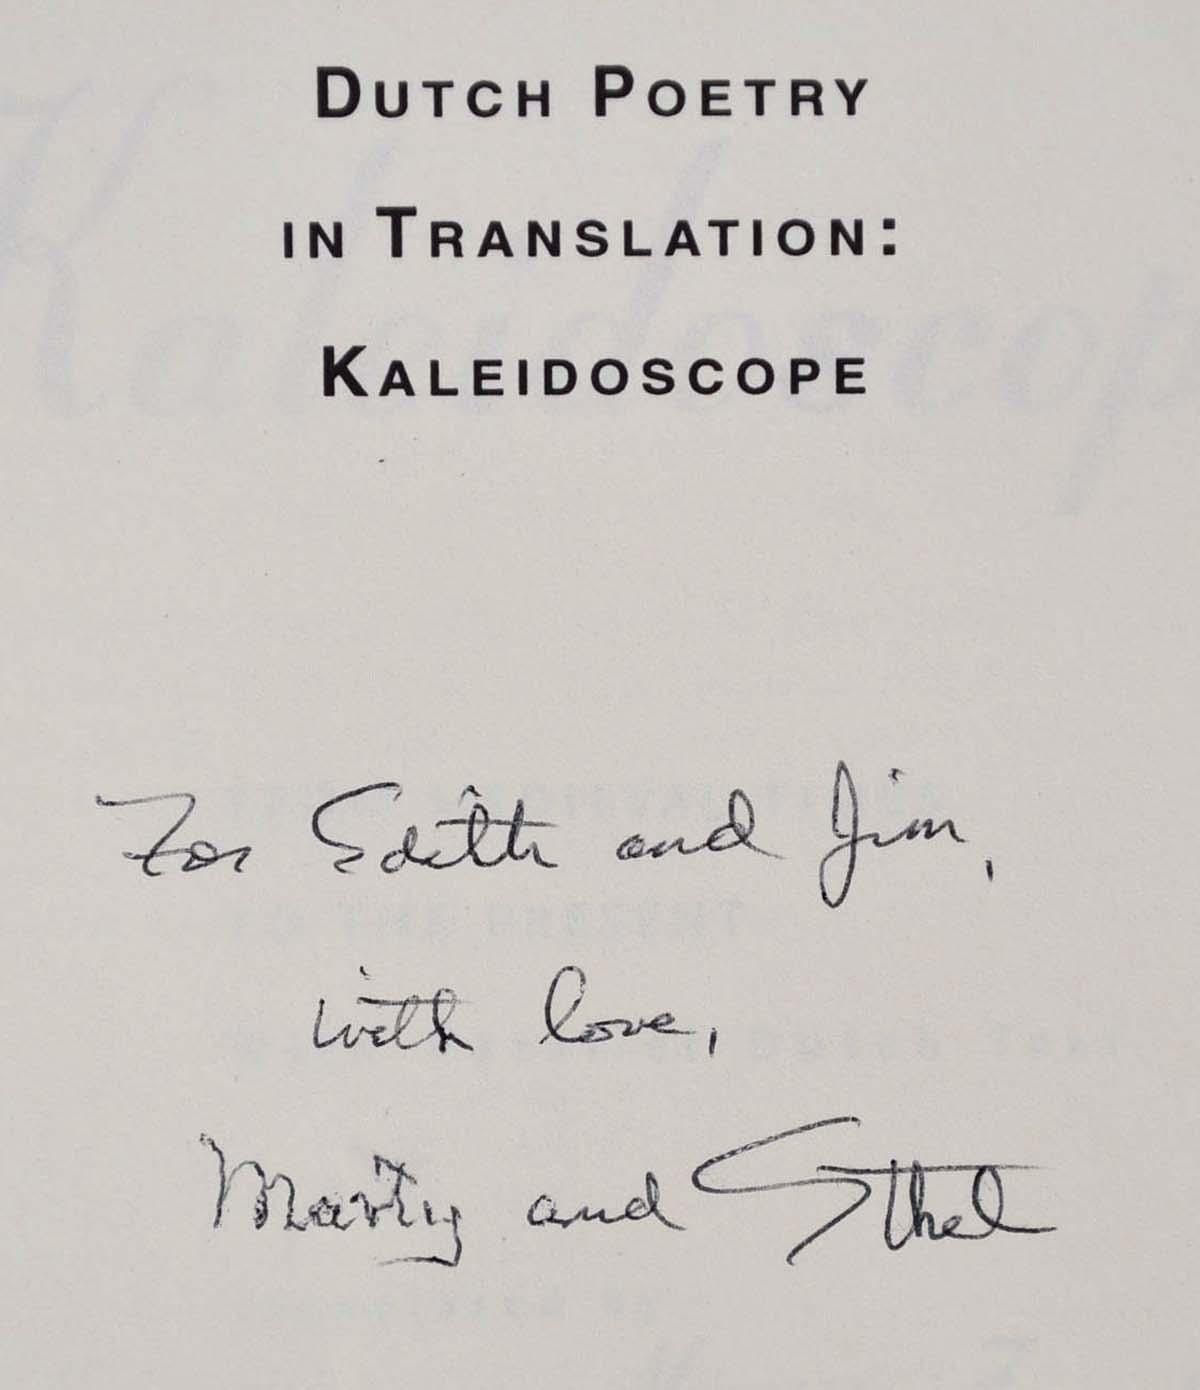 DUTCH POETRY
IN TRANSLATION:
KALEIDOSCOPE
For Edith and Jim,
with love,
Marty and Ethel